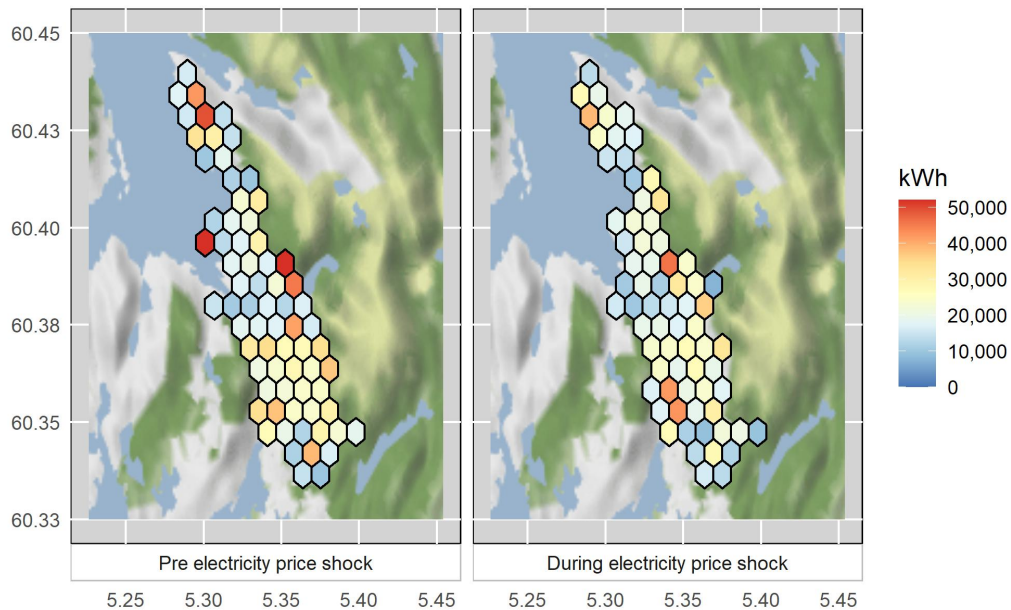 60.45
60.43
60.40
60.38
60.35
60.33
kWh
50,000
40,000
30,000
20,000
10,000
0
Pre electricity price shock
During electricity price shock
5.25 5.30 5.35 5.40 5.45
5.25 5.30 5.35 5.40 5.45